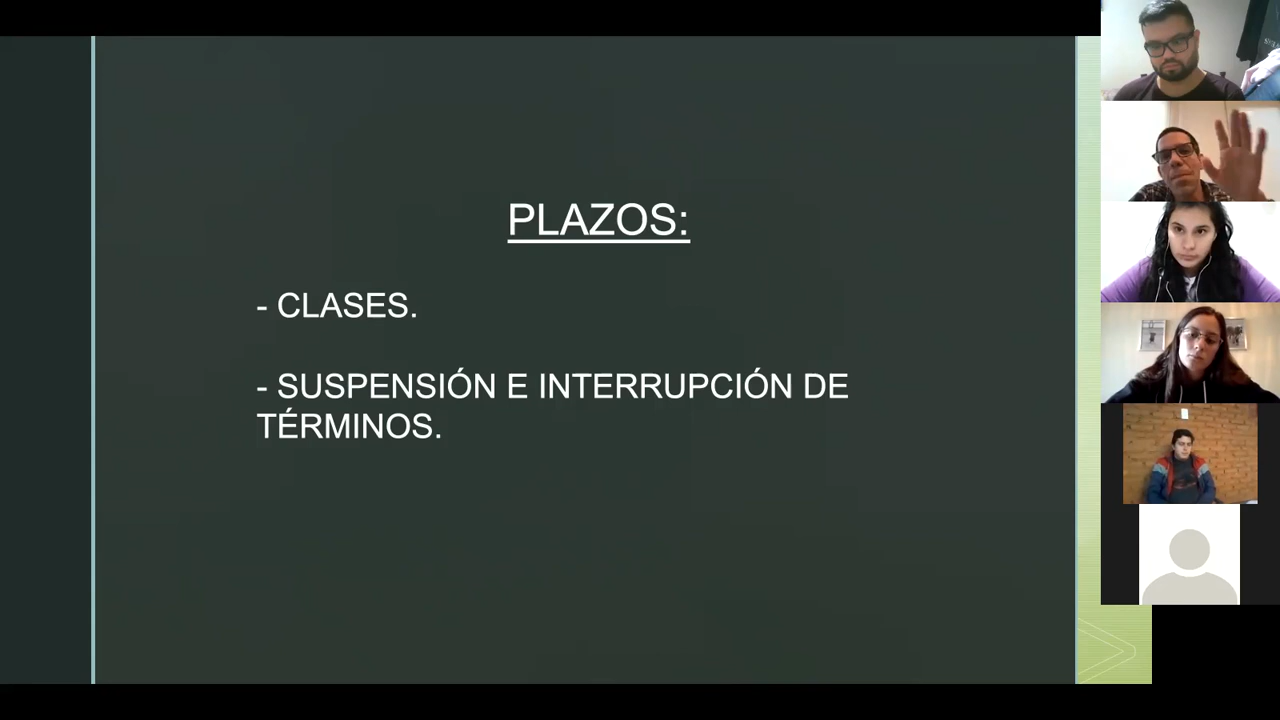 PLAZOS:
- CLASES.
- SUSPENSIÓN E INTERRUPCIÓN DE
TÉRMINOS.